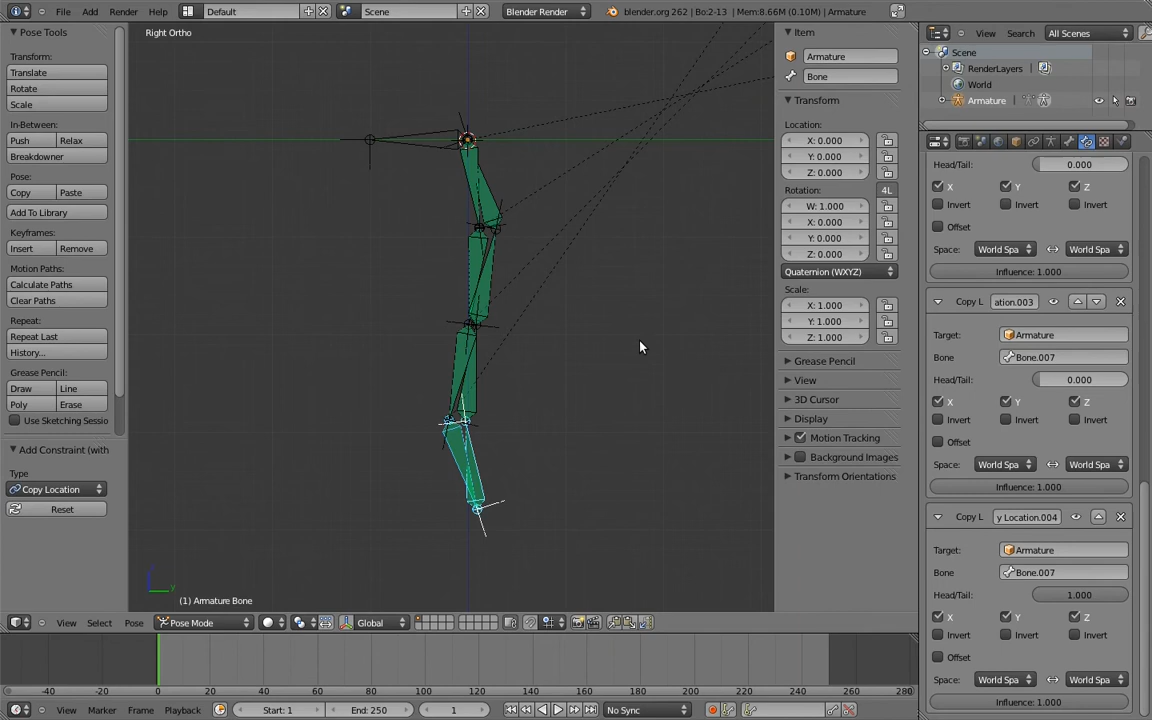 File Add Render Help Default Scene Blender Render blender.org 262 | Bo:2-13 | Mem:8.66M (0.10M) | Armature
Pose Tools
Transform:
Translate
Rotate
Scale
In-Between:
Push Relax
Breakdowner
Pose:
Copy Paste
Add To Library
Keyframes:
Insert Remove
Motion Paths:
Calculate Paths
Clear Paths
Repeat:
Repeat Last
History...
Grease Pencil:
Draw Line
Poly Erase
Use Sketching Sessio
Add Constraint (with
Type
Copy Location
Reset
Right Ortho
(1) Armature Bone
View Select Pose Pose Mode Global
Item
Armature
Bone
Transform
Location:
X: 0.000
Y: 0.000
Z: 0.000
Rotation: 4L
W: 1.000
X: 0.000
Y: 0.000
Z: 0.000
Quaternion (WXYZ)
Scale:
X: 1.000
Y: 1.000
Z: 1.000
Grease Pencil
View
3D Cursor
Display
Motion Tracking
Background Images
Transform Orientations
View Search All Scenes
Scene
RenderLayers
World
Armature
Head/Tail: 0.000
X Y Z
Invert Invert Invert
Offset
Space: World Spa World Spa
Influence: 1.000
Copy L ation.003
Target: Armature
Bone Bone.007
Head/Tail: 0.000
X Y Z
Invert Invert Invert
Offset
Space: World Spa World Spa
Influence: 1.000
Copy L y Location.004
Target: Armature
Bone Bone.007
Head/Tail: 1.000
X Y Z
Invert Invert Invert
Offset
Space: World Spa World Spa
Influence: 1.000
-40 -20 0 20 40 60 80 100 120 140 160 180 200 220 240 260 280
View Marker Frame Playback Start: 1 End: 250 1 No Sync